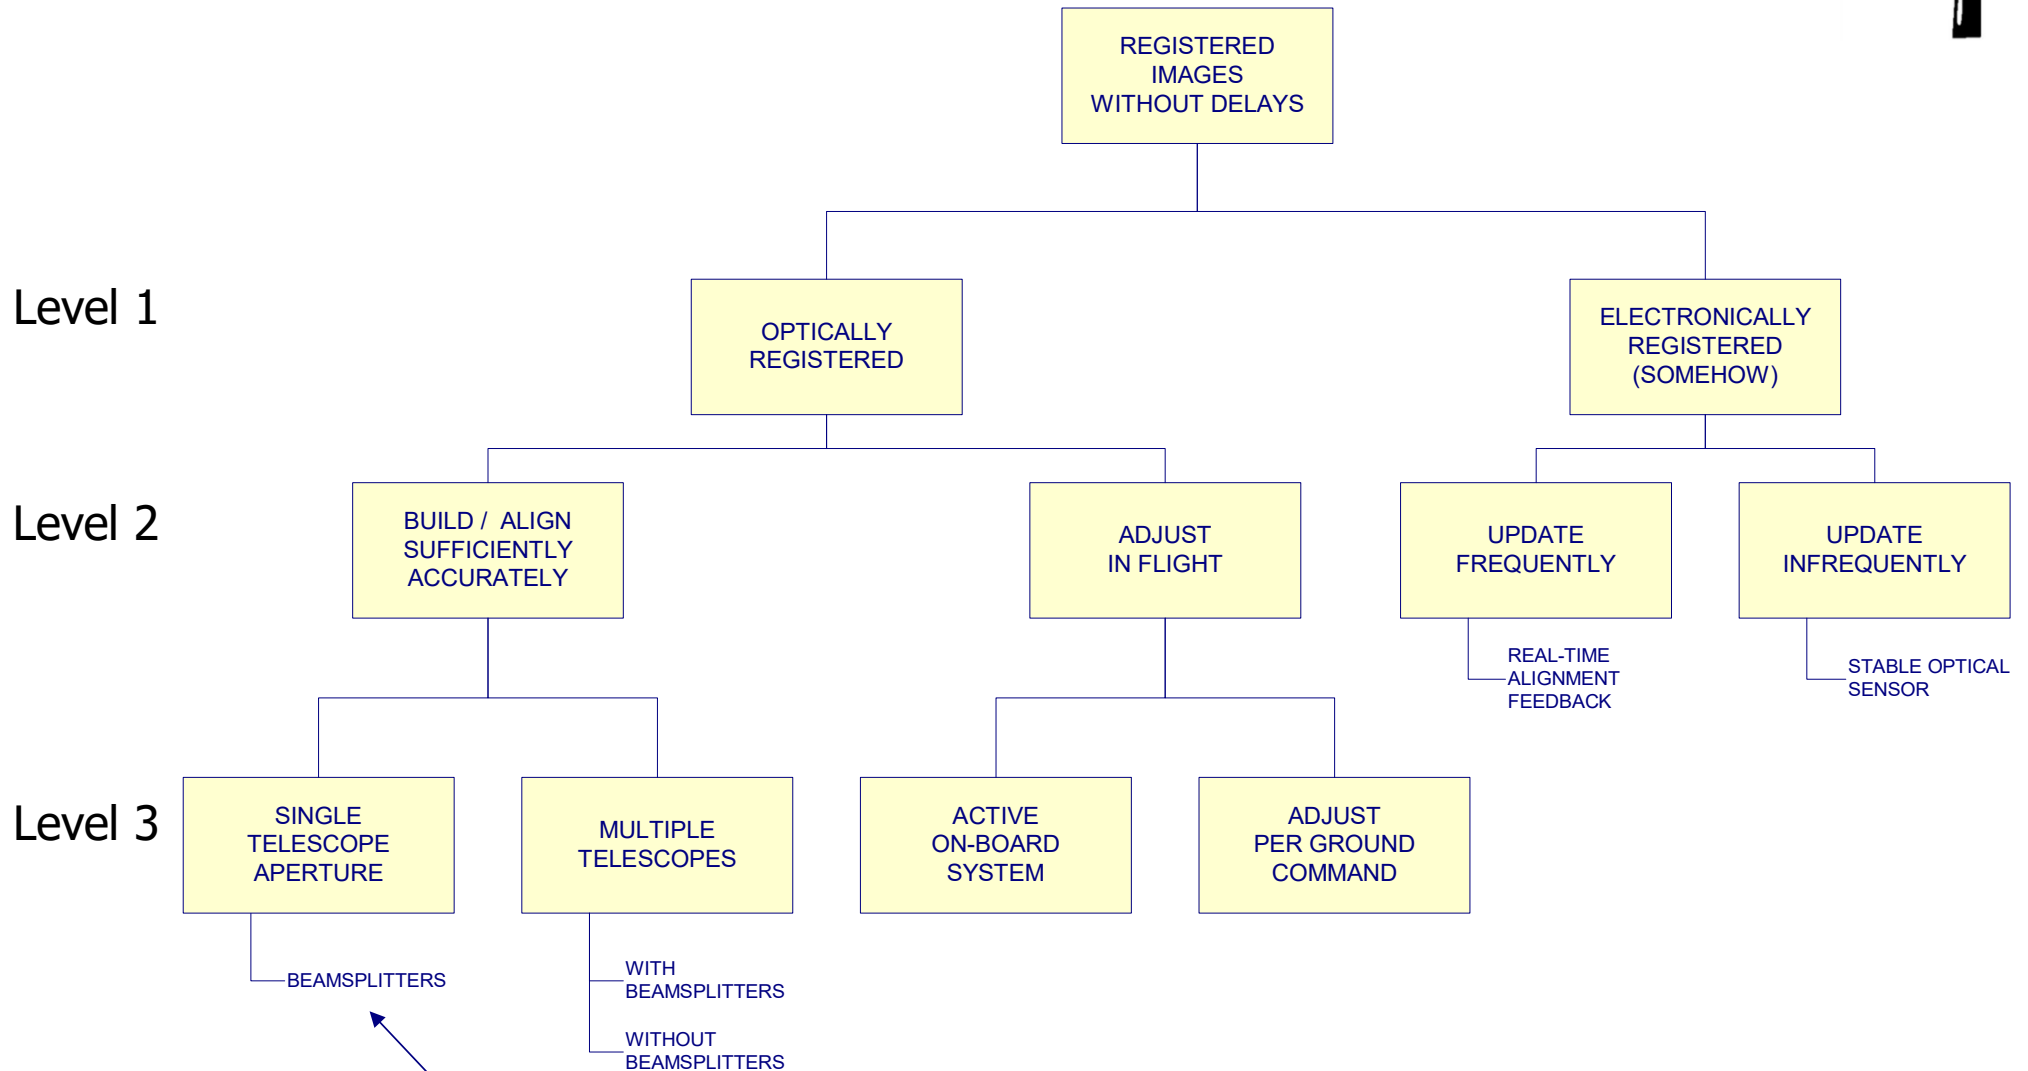 REGISTERED
IMAGES
WITHOUT DELAYS
Level 1
OPTICALLY
REGISTERED
ELECTRONICALLY
REGISTERED
(SOMEHOW)
Level 2
BUILD / ALIGN
SUFFICIENTLY
ACCURATELY
ADJUST
IN FLIGHT
UPDATE
FREQUENTLY
UPDATE
INFREQUENTLY
REAL-TIME
ALIGNMENT
FEEDBACK
STABLE OPTICAL
SENSOR
Level 3
SINGLE
TELESCOPE
APERTURE
MULTIPLE
TELESCOPES
ACTIVE
ON-BOARD
SYSTEM
ADJUST
PER GROUND
COMMAND
BEAMSPLITTERS
WITH
BEAMSPLITTERS
WITHOUT
BEAMSPLITTERS